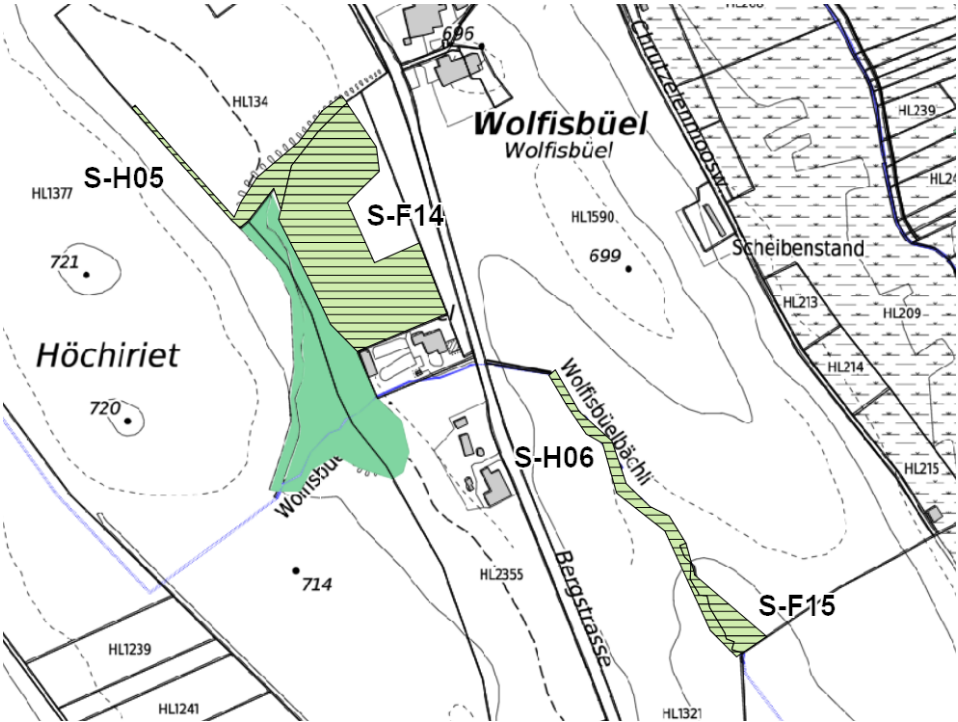 696
HL134
HL239
Chrutzelenmoosw.
Wolfisbüel
Wolfisbüel
S-H05
HL1377
S-F14
HL1590
699
Scheibenstand
721
HL213
HL209
Höchiriet
HL214
720
Wolfisbüelbächli
S-H06
HL215
714
HL2355
Bergstrasse
S-F15
HL1239
HL1241
HL1321